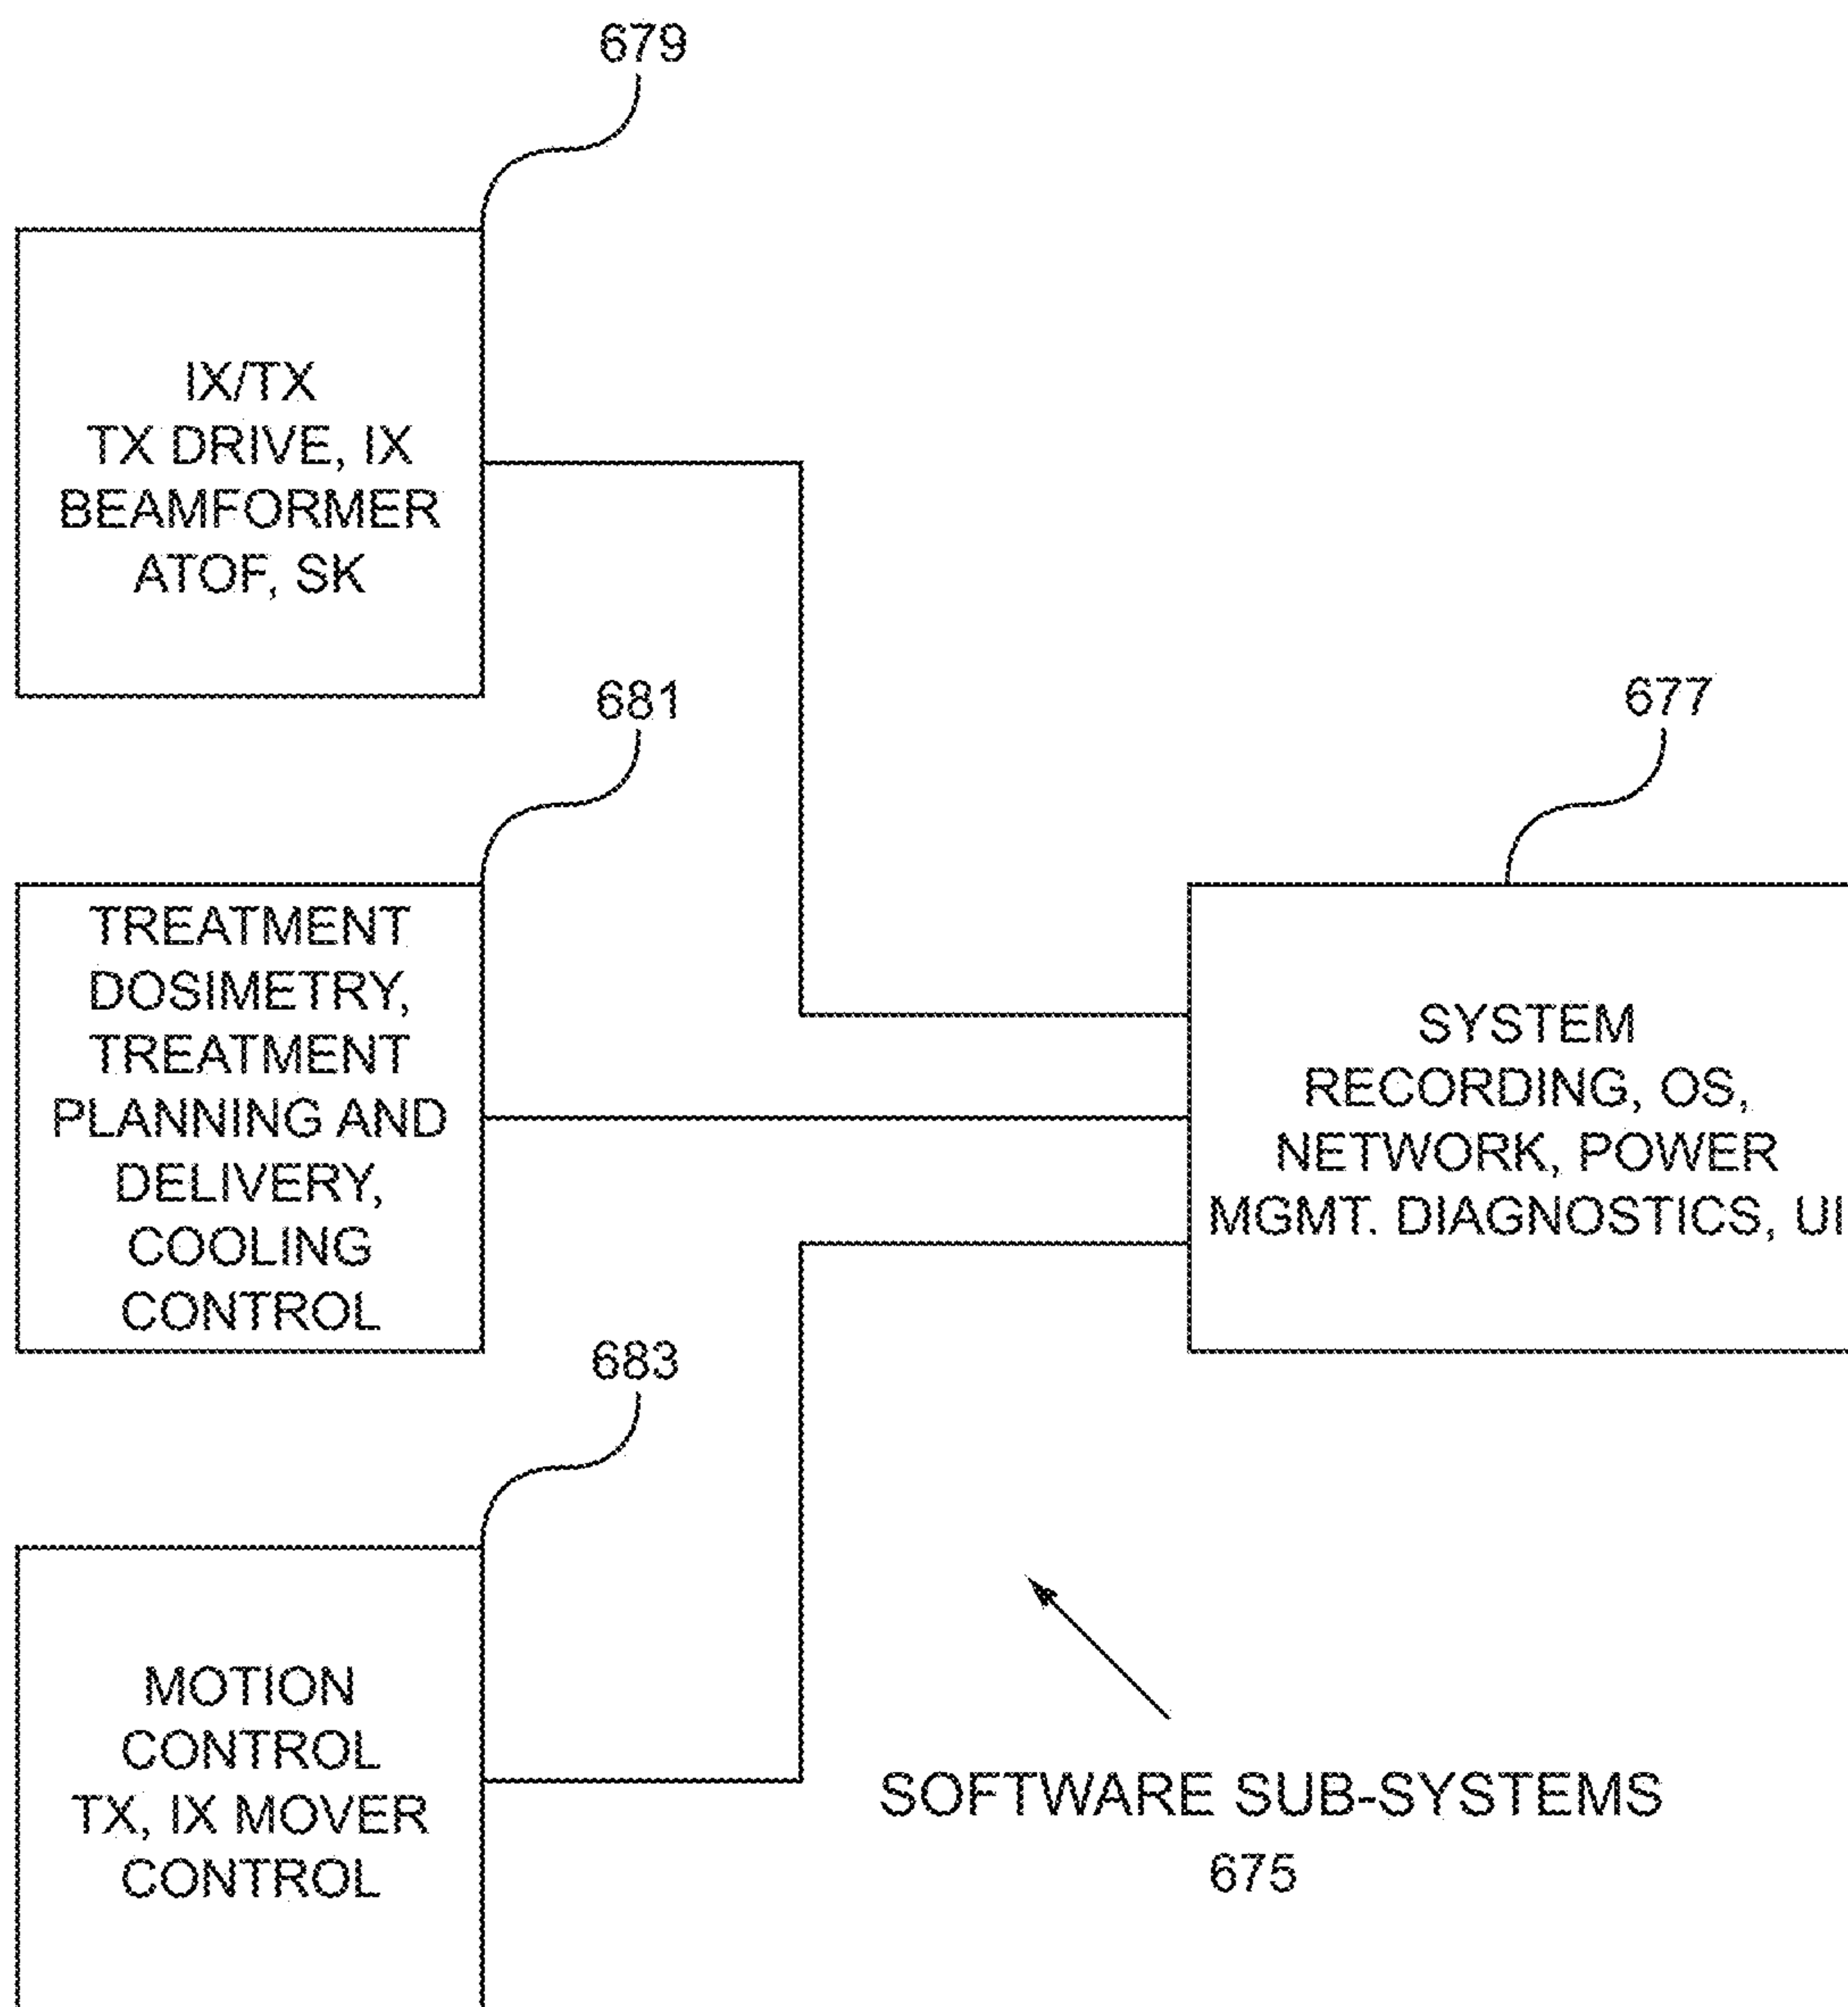 679
IX/TX
TX DRIVE, IX
BEAMFORMER
ATOF, SK
681
TREATMENT
DOSIMETRY,
TREATMENT
PLANNING AND
DELIVERY,
COOLING
CONTROL
677
SYSTEM
RECORDING, OS,
NETWORK, POWER
MGMT. DIAGNOSTICS, UI
683
MOTION
CONTROL
TX, IX MOVER
CONTROL
SOFTWARE SUB-SYSTEMS
675